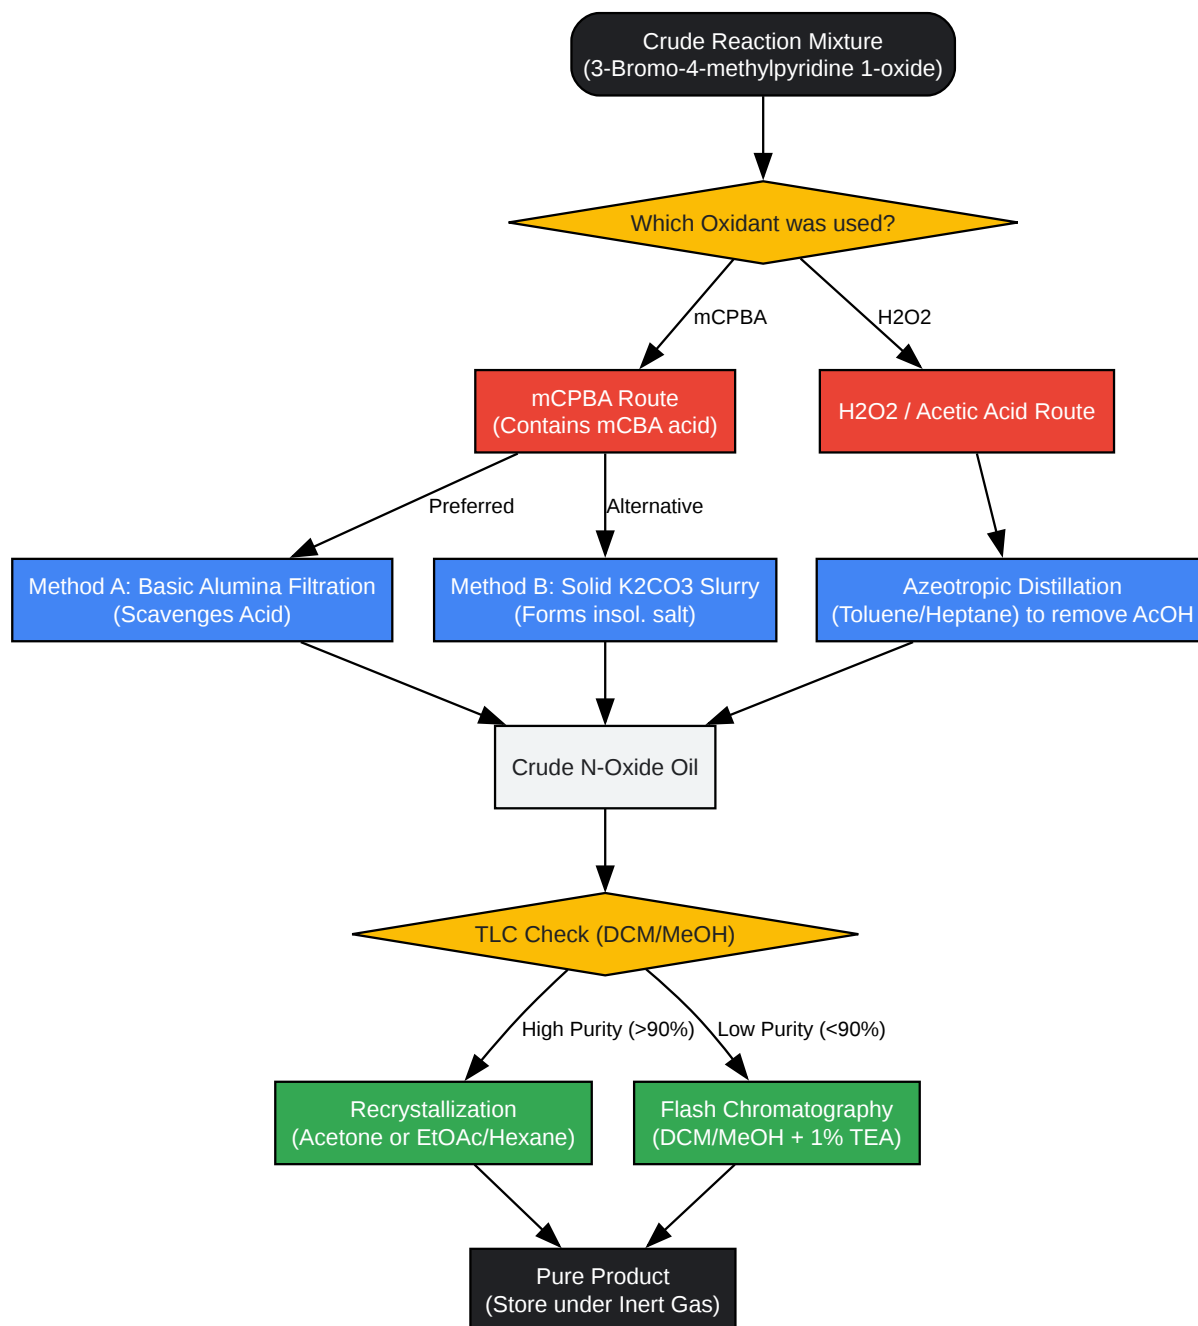 Crude Reaction Mixture
(3-Bromo-4-methylpyridine 1-oxide)
Which Oxidant was used?
mCPBA
H2O2
mCPBA Route
(Contains mCBA acid)
H2O2 / Acetic Acid Route
Preferred
Alternative
Method A: Basic Alumina Filtration
(Scavenges Acid)
Method B: Solid K2CO3 Slurry
(Forms insol. salt)
Azeotropic Distillation
(Toluene/Heptane) to remove AcOH
Crude N-Oxide Oil
TLC Check (DCM/MeOH)
High Purity (>90%)
Low Purity (<90%)
Recrystallization
(Acetone or EtOAc/Hexane)
Flash Chromatography
(DCM/MeOH + 1% TEA)
Pure Product
(Store under Inert Gas)